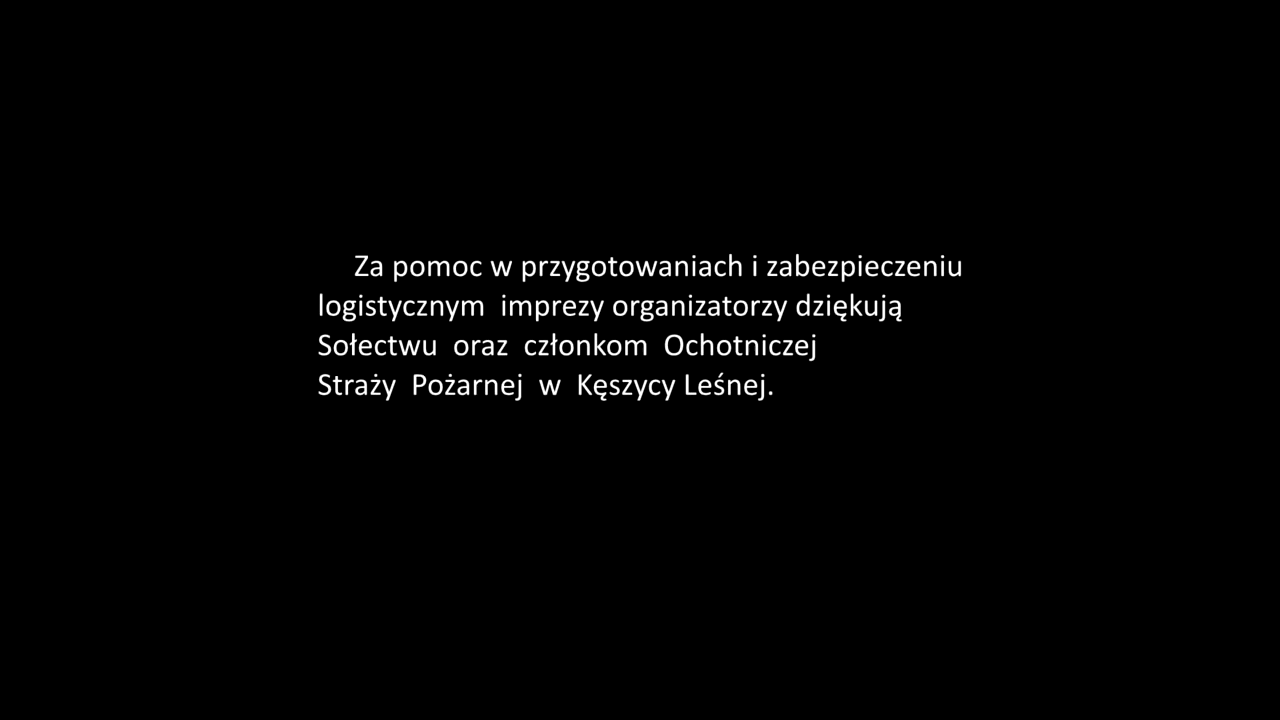 Za pomoc w przygotowaniach i zabezpieczeniu
logistycznym imprezy organizatorzy dziękują
Sołectwu oraz członkom Ochotniczej
Straży Pożarnej w Kęszycy Leśnej.